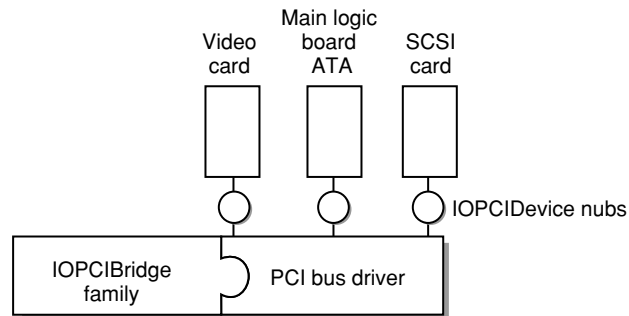 Video
card
Main logic
board
ATA
SCSI
card
IOPCIDevice nubs
IOPCIBridge
family
PCI bus driver